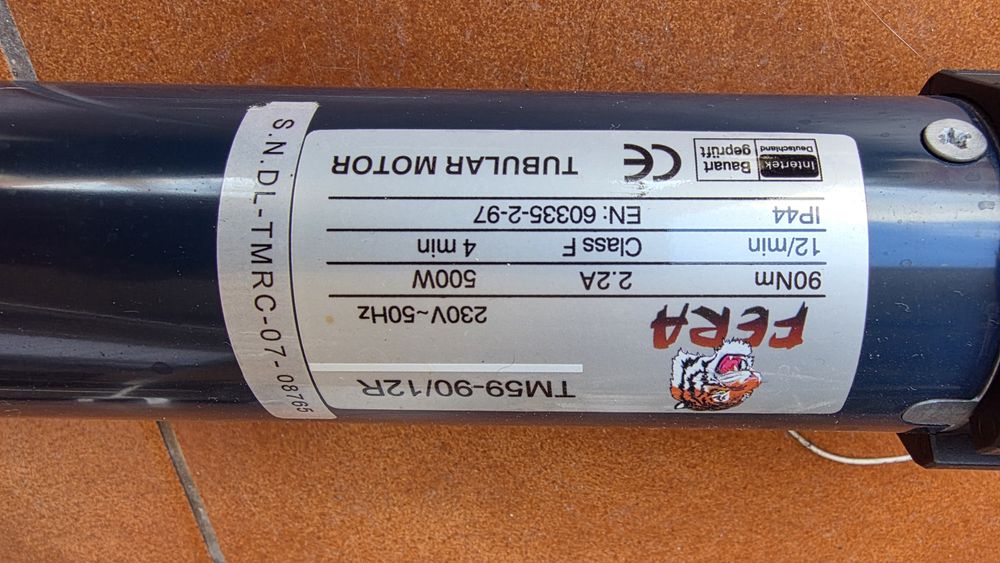 TM59-90/12R
FERA
230V~50Hz
90Nm 2.2A 500W
12/min Class F 4 min
IP44 EN: 60335-2-97
Intertek
Deutschland
Bauart
geprüft
CE
TUBULAR MOTOR
S.N.DL-TMRC-07-08765